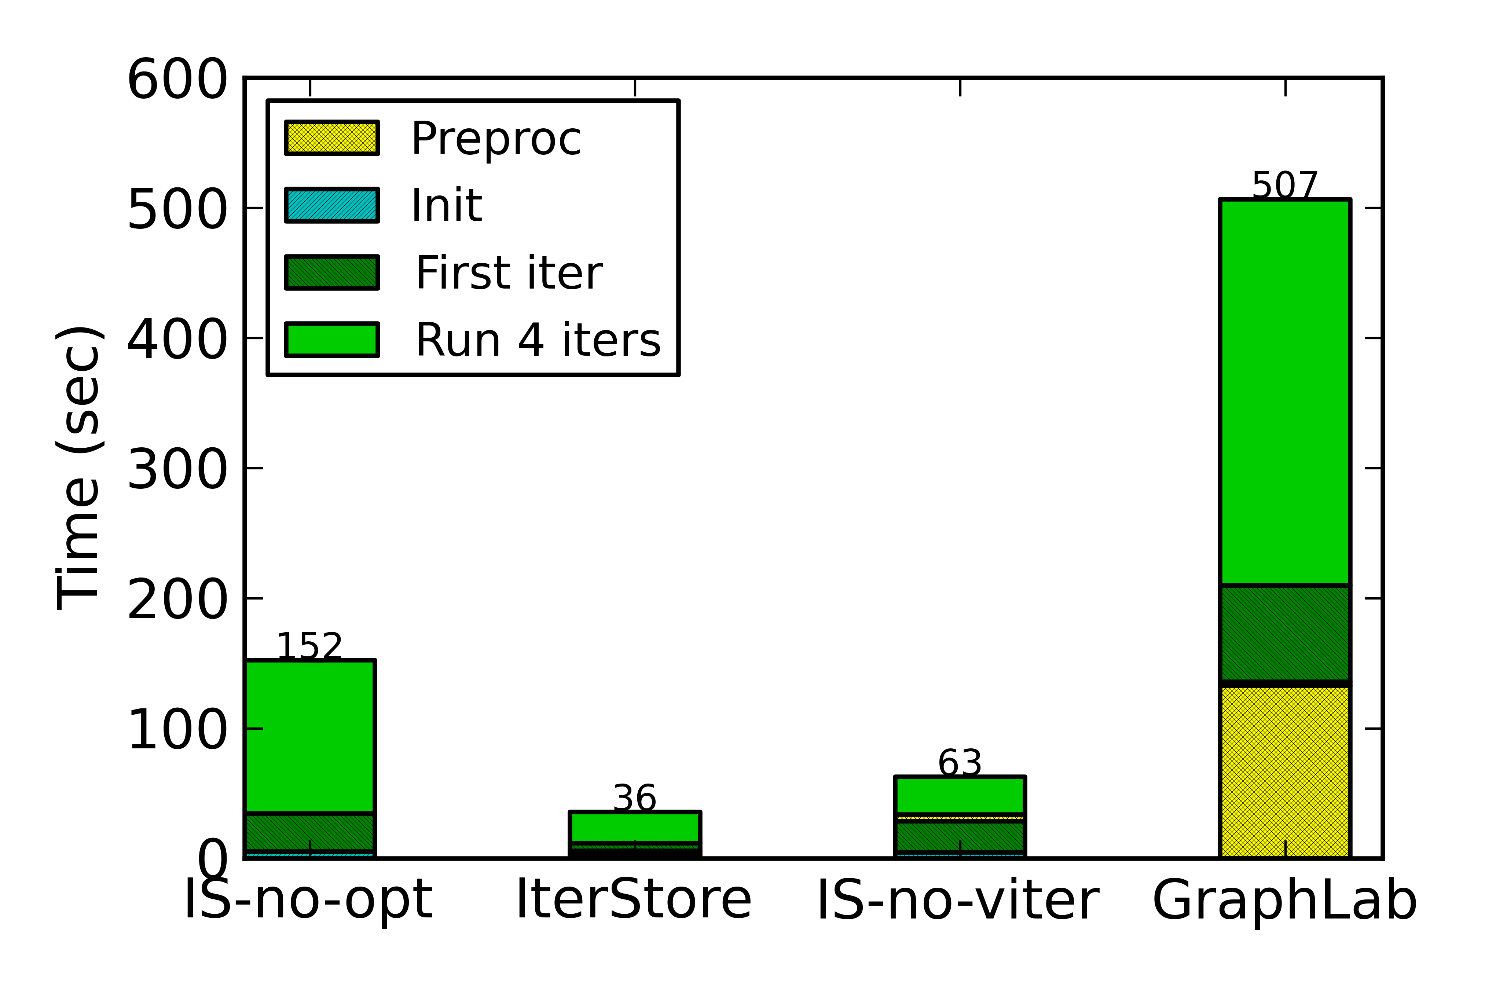 600
500
400
300
200
100
0
Time (sec)
Preproc
Init
First iter
Run 4 iters
152
36
63
507
IS-no-opt
IterStore
IS-no-viter
GraphLab